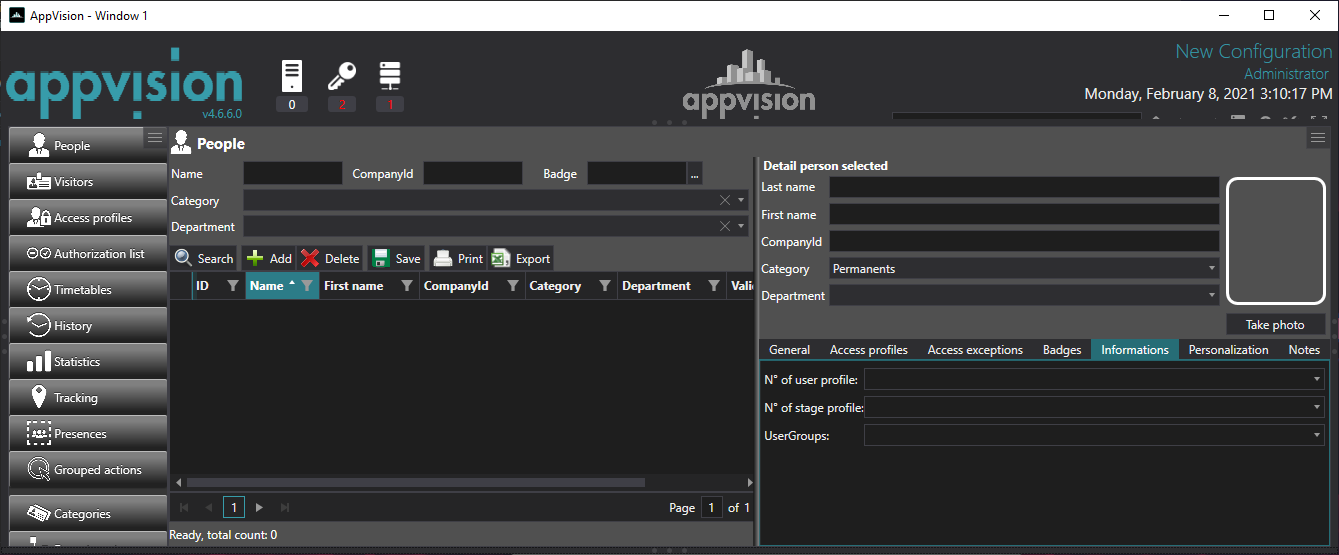 AppVision - Window 1
appvision
v4.6.6.0
0
2
1
appvision
New Configuration
Administrator
Monday, February 8, 2021 3:10:17 PM
People
Visitors
Access profiles
Authorization list
Timetables
History
Statistics
Tracking
Presences
Grouped actions
Categories
People
Name
CompanyId
Badge
...
Category
Department
Search
Add
Delete
Save
Print
Export
ID
Name
First name
CompanyId
Category
Department
Vali
1
Page 1 of 1
Ready, total count: 0
Detail person selected
Last name
First name
CompanyId
Category
Permanents
Department
Take photo
General
Access profiles
Access exceptions
Badges
Informations
Personalization
Notes
N° of user profile:
N° of stage profile:
UserGroups: